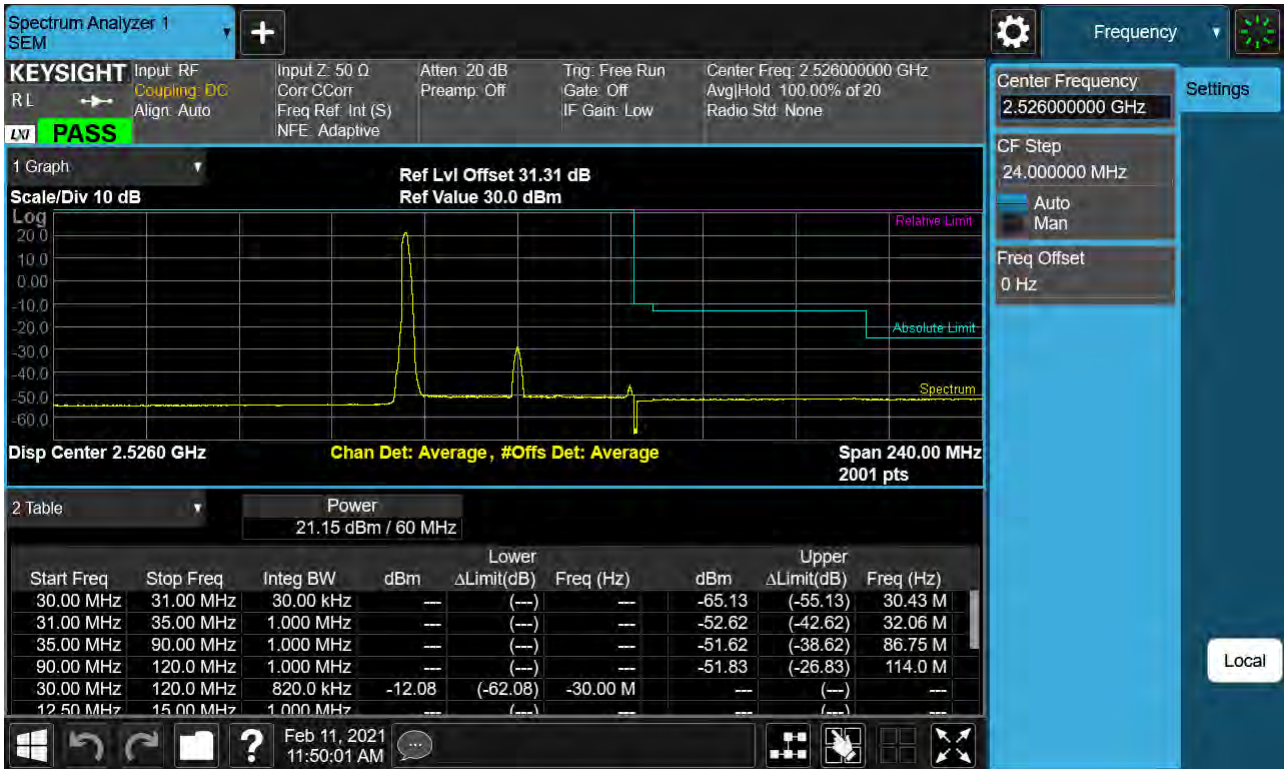 Spectrum Analyzer 1
SEM
Frequency
KEYSIGHT
Input: RF
Coupling: DC
Align: Auto
Input Z: 50 Ω
Corr CCorr
Freq Ref: Int (S)
NFE: Adaptive
Atten: 20 dB
Preamp: Off
Trig: Free Run
Gate: Off
IF Gain: Low
Center Freq: 2.526000000 GHz
Avg|Hold: 100.00% of 20
Radio Std: None
RL
LXI
PASS
Center Frequency
2.526000000 GHz
Settings
CF Step
24.000000 MHz
Auto
Man
Freq Offset
0 Hz
Local
1 Graph
Scale/Div 10 dB
Ref Lvl Offset 31.31 dB
Ref Value 30.0 dBm
Log
20.0
10.0
0.00
-10.0
-20.0
-30.0
-40.0
-50.0
-60.0
Relative Limit
Absolute Limit
Spectrum
Disp Center 2.5260 GHz
Chan Det: Average, #Offs Det: Average
Span 240.00 MHz
2001 pts
2 Table
Power
21.15 dBm / 60 MHz
Lower Upper
Start Freq Stop Freq Integ BW dBm ΔLimit(dB) Freq (Hz) dBm ΔLimit(dB) Freq (Hz)
30.00 MHz 31.00 MHz 30.00 kHz --- (---) --- -65.13 (-55.13) 30.43 M
31.00 MHz 35.00 MHz 1.000 MHz --- (---) --- -52.62 (-42.62) 32.06 M
35.00 MHz 90.00 MHz 1.000 MHz --- (---) --- -51.62 (-38.62) 86.75 M
90.00 MHz 120.0 MHz 1.000 MHz --- (---) --- -51.83 (-26.83) 114.0 M
30.00 MHz 120.0 MHz 820.0 kHz -12.08 (-62.08) -30.00 M --- (---) ---
12.50 MHz 15.00 MHz 1.000 MHz --- (---) --- --- (---) ---
?
Feb 11, 2021
11:50:01 AM